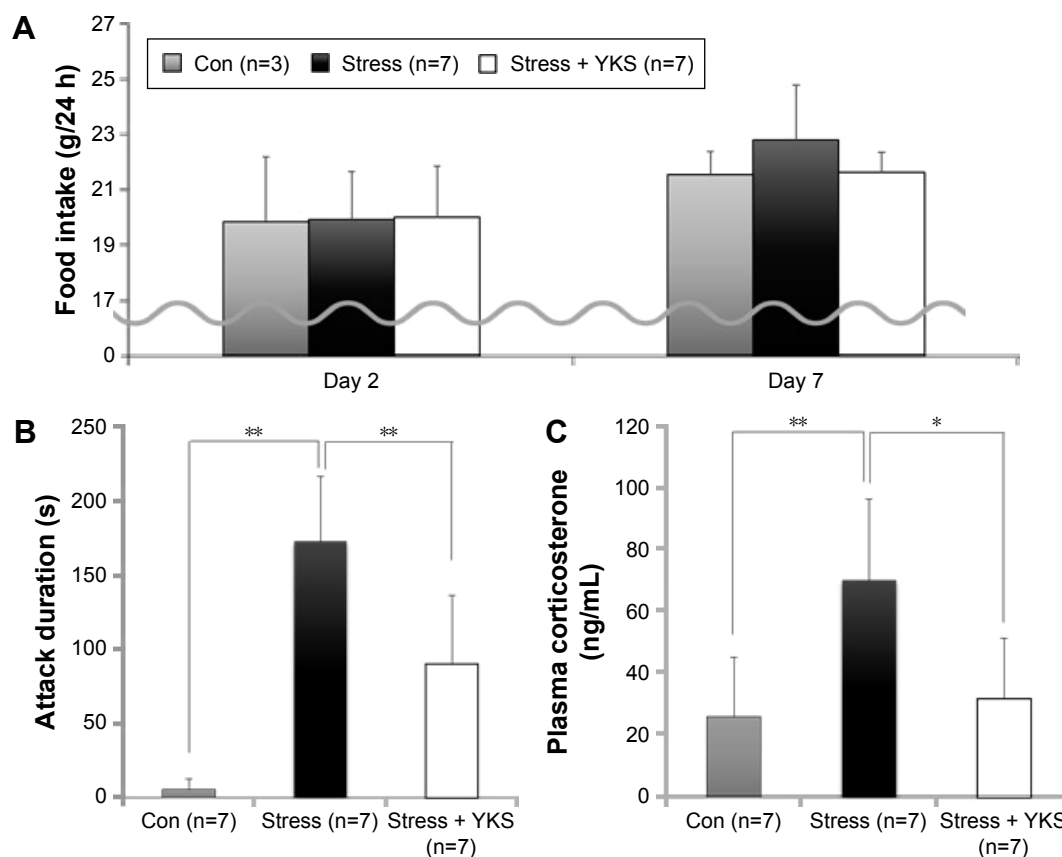 A
Food intake (g/24 h)
27
25
23
21
19
17
0
Con (n=3) Stress (n=7) Stress + YKS (n=7)
Day 2 Day 7
B
Attack duration (s)
250
200
150
100
50
0
** **
Con (n=7) Stress (n=7) Stress + YKS
(n=7)
C
Plasma corticosterone
(ng/mL)
120
100
80
60
40
20
0
** *
Con (n=7) Stress (n=7) Stress + YKS
(n=7)